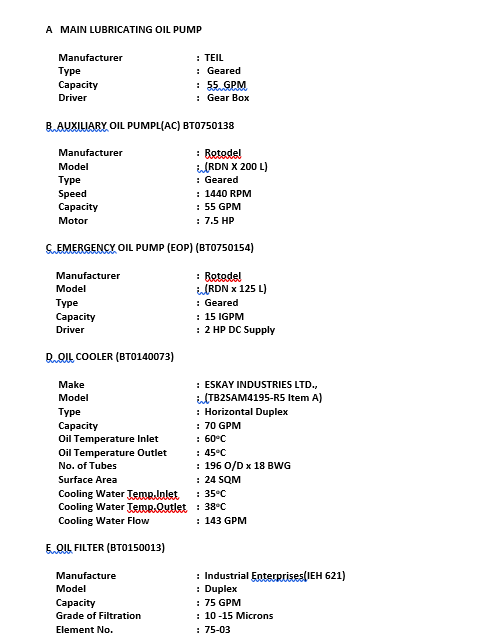 A MAIN LUBRICATING OIL PUMP
Manufacturer : TEIL
Type : Geared
Capacity : 55 GPM
Driver : Gear Box
B AUXILIARY OIL PUMPL(AC) BT0750138
Manufacturer : Rotodel
Model : (RDN X 200 L)
Type : Geared
Speed : 1440 RPM
Capacity : 55 GPM
Motor : 7.5 HP
C EMERGENCY OIL PUMP (EOP) (BT0750154)
Manufacturer : Rotodel
Model : (RDN x 125 L)
Type : Geared
Capacity : 15 IGPM
Driver : 2 HP DC Supply
D OIL COOLER (BT0140073)
Make : ESKAY INDUSTRIES LTD.,
Model : (TB2SAM4195-R5 Item A)
Type : Horizontal Duplex
Capacity : 70 GPM
Oil Temperature Inlet : 60°C
Oil Temperature Outlet : 45°C
No. of Tubes : 196 O/D x 18 BWG
Surface Area : 24 SQM
Cooling Water Temp.Inlet : 35°C
Cooling Water Temp.Outlet : 38°C
Cooling Water Flow : 143 GPM
E OIL FILTER (BT0150013)
Manufacture : Industrial Enterprises(IEH 621)
Model : Duplex
Capacity : 75 GPM
Grade of Filtration : 10 -15 Microns
Element No. : 75-03